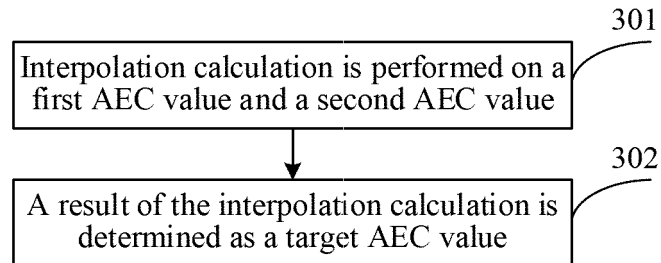 301
Interpolation calculation is performed on a
first AEC value and a second AEC value
302
A result of the interpolation calculation is
determined as a target AEC value